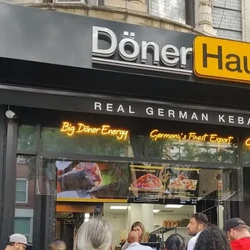 Döner Hau
REAL GERMAN KEBA
Big Döner Energy Germany's Finest Export